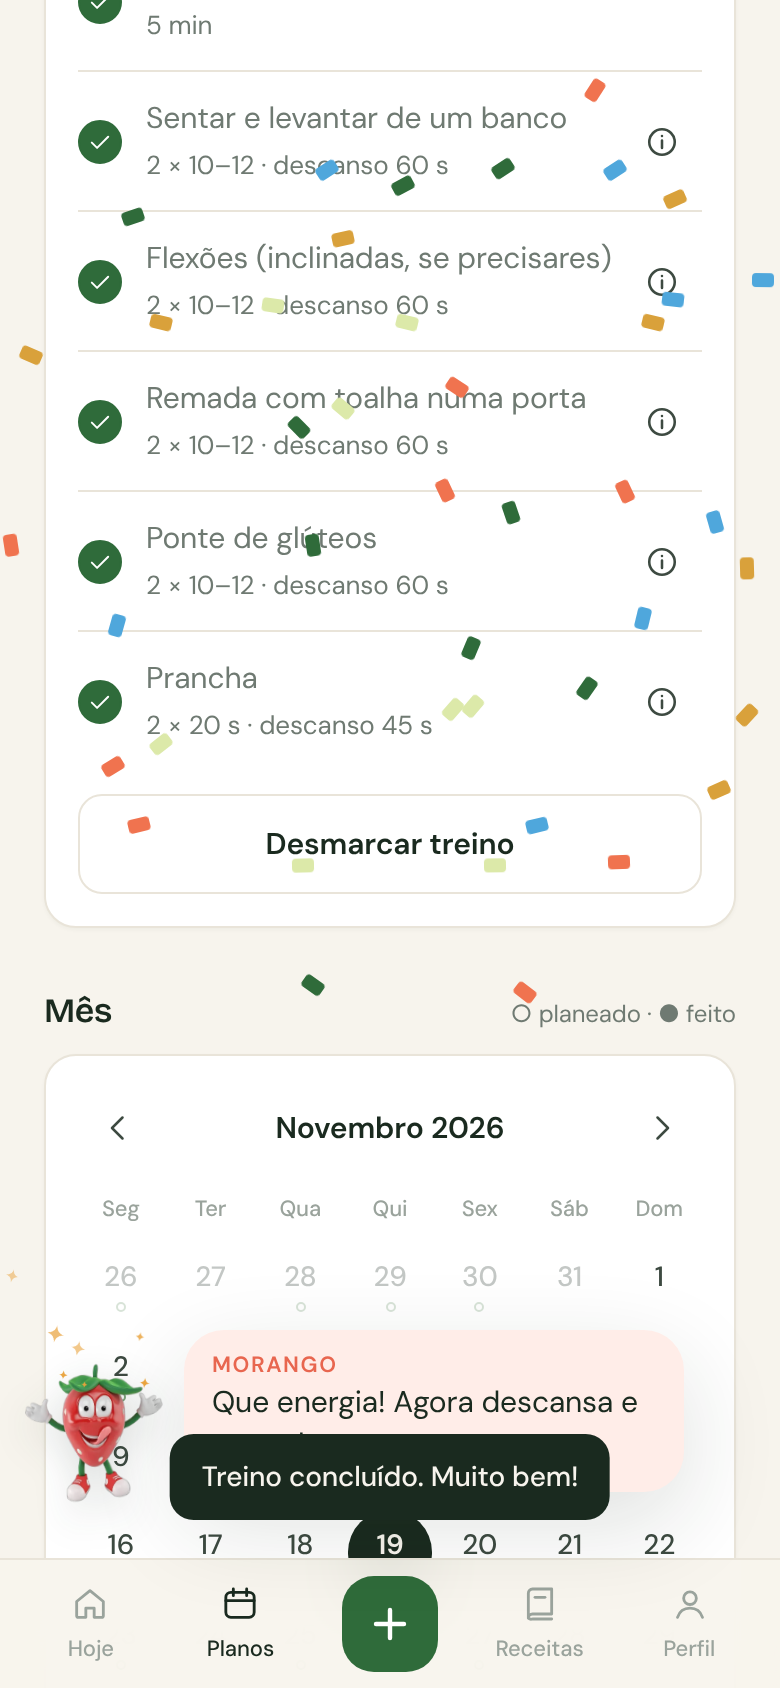 5 min
Sentar e levantar de um banco
2 × 10–12 · descanso 60 s
Flexões (inclinadas, se precisares)
2 × 10–12 · descanso 60 s
Remada com toalha numa porta
2 × 10–12 · descanso 60 s
Ponte de glúteos
2 × 10–12 · descanso 60 s
Prancha
2 × 20 s · descanso 45 s
Desmarcar treino
Mês
planeado · feito
Novembro 2026
Seg Ter Qua Qui Sex Sáb Dom
26 27 28 29 30 31 1
2
MORANGO
Que energia! Agora descansa e
9
Treino concluído. Muito bem!
16 17 18 19 20 21 22
Hoje Planos Receitas Perfil